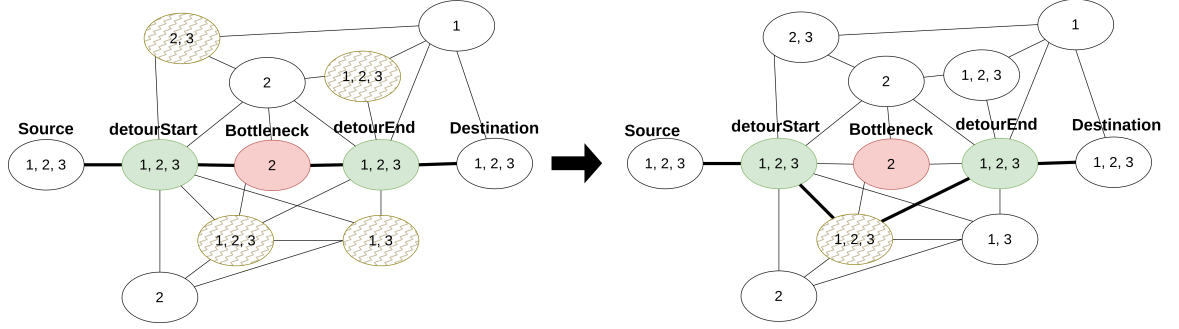 1
2, 3
2
1, 2, 3
Source
detourStart
Bottleneck
detourEnd
Destination
1, 2, 3
1, 2, 3
2
1, 2, 3
1, 2, 3
1, 2, 3
1, 3
2
1
2, 3
2
1, 2, 3
Source
detourStart
Bottleneck
detourEnd
Destination
1, 2, 3
1, 2, 3
2
1, 2, 3
1, 2, 3
1, 2, 3
1, 3
2